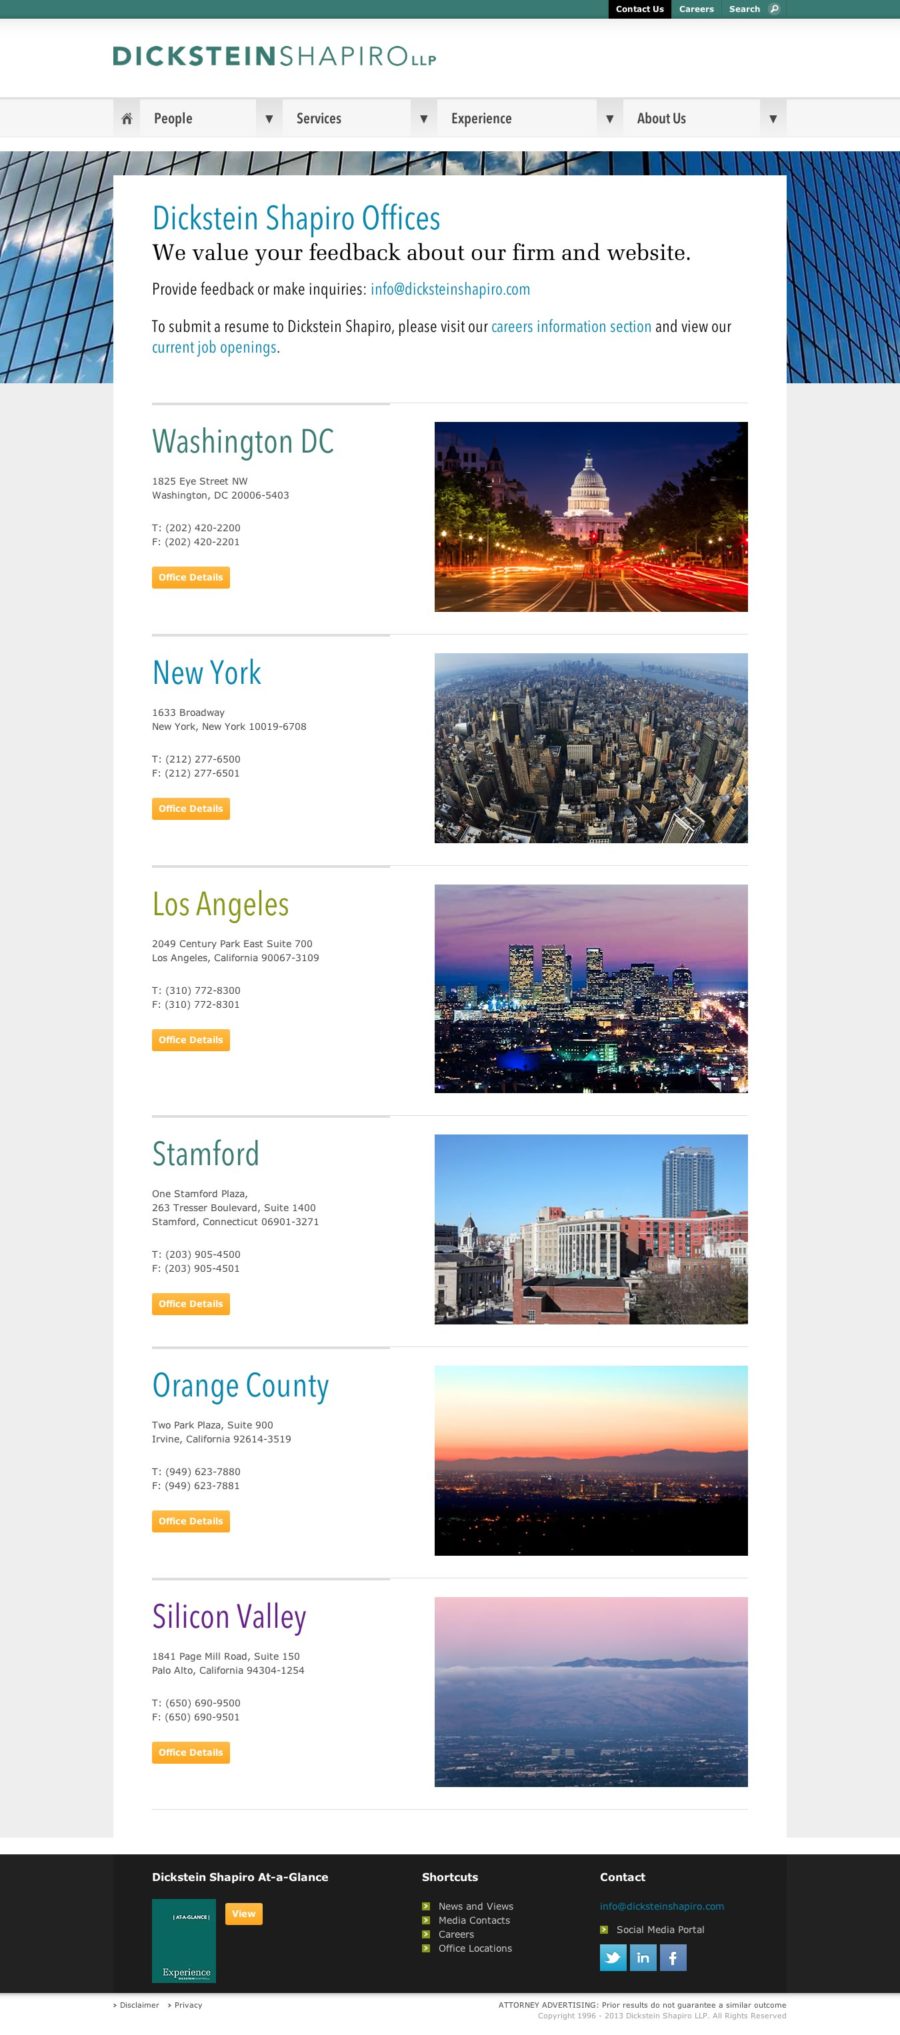 Contact Us Careers Search
DICKSTEINSHAPIRO LLP
People ▼ Services ▼ Experience ▼ About Us ▼
Dickstein Shapiro Offices
We value your feedback about our firm and website.
Provide feedback or make inquiries: info@dicksteinshapiro.com
To submit a resume to Dickstein Shapiro, please visit our careers information section and view our
current job openings.
Washington DC
1825 Eye Street NW
Washington, DC 20006-5403
T: (202) 420-2200
F: (202) 420-2201
Office Details
New York
1633 Broadway
New York, New York 10019-6708
T: (212) 277-6500
F: (212) 277-6501
Office Details
Los Angeles
2049 Century Park East Suite 700
Los Angeles, California 90067-3109
T: (310) 772-8300
F: (310) 772-8301
Office Details
Stamford
One Stamford Plaza,
263 Tresser Boulevard, Suite 1400
Stamford, Connecticut 06901-3271
T: (203) 905-4500
F: (203) 905-4501
Office Details
Orange County
Two Park Plaza, Suite 900
Irvine, California 92614-3519
T: (949) 623-7880
F: (949) 623-7881
Office Details
Silicon Valley
1841 Page Mill Road, Suite 150
Palo Alto, California 94304-1254
T: (650) 690-9500
F: (650) 690-9501
Office Details
Dickstein Shapiro At-a-Glance
| AT-A-GLANCE |
Experience
DICKSTEINSHAPIRO LLP
View
Shortcuts
News and Views
Media Contacts
Careers
Office Locations
Contact
info@dicksteinshapiro.com
Social Media Portal
in f
> Disclaimer > Privacy
ATTORNEY ADVERTISING: Prior results do not guarantee a similar outcome
Copyright 1996 - 2013 Dickstein Shapiro LLP. All Rights Reserved